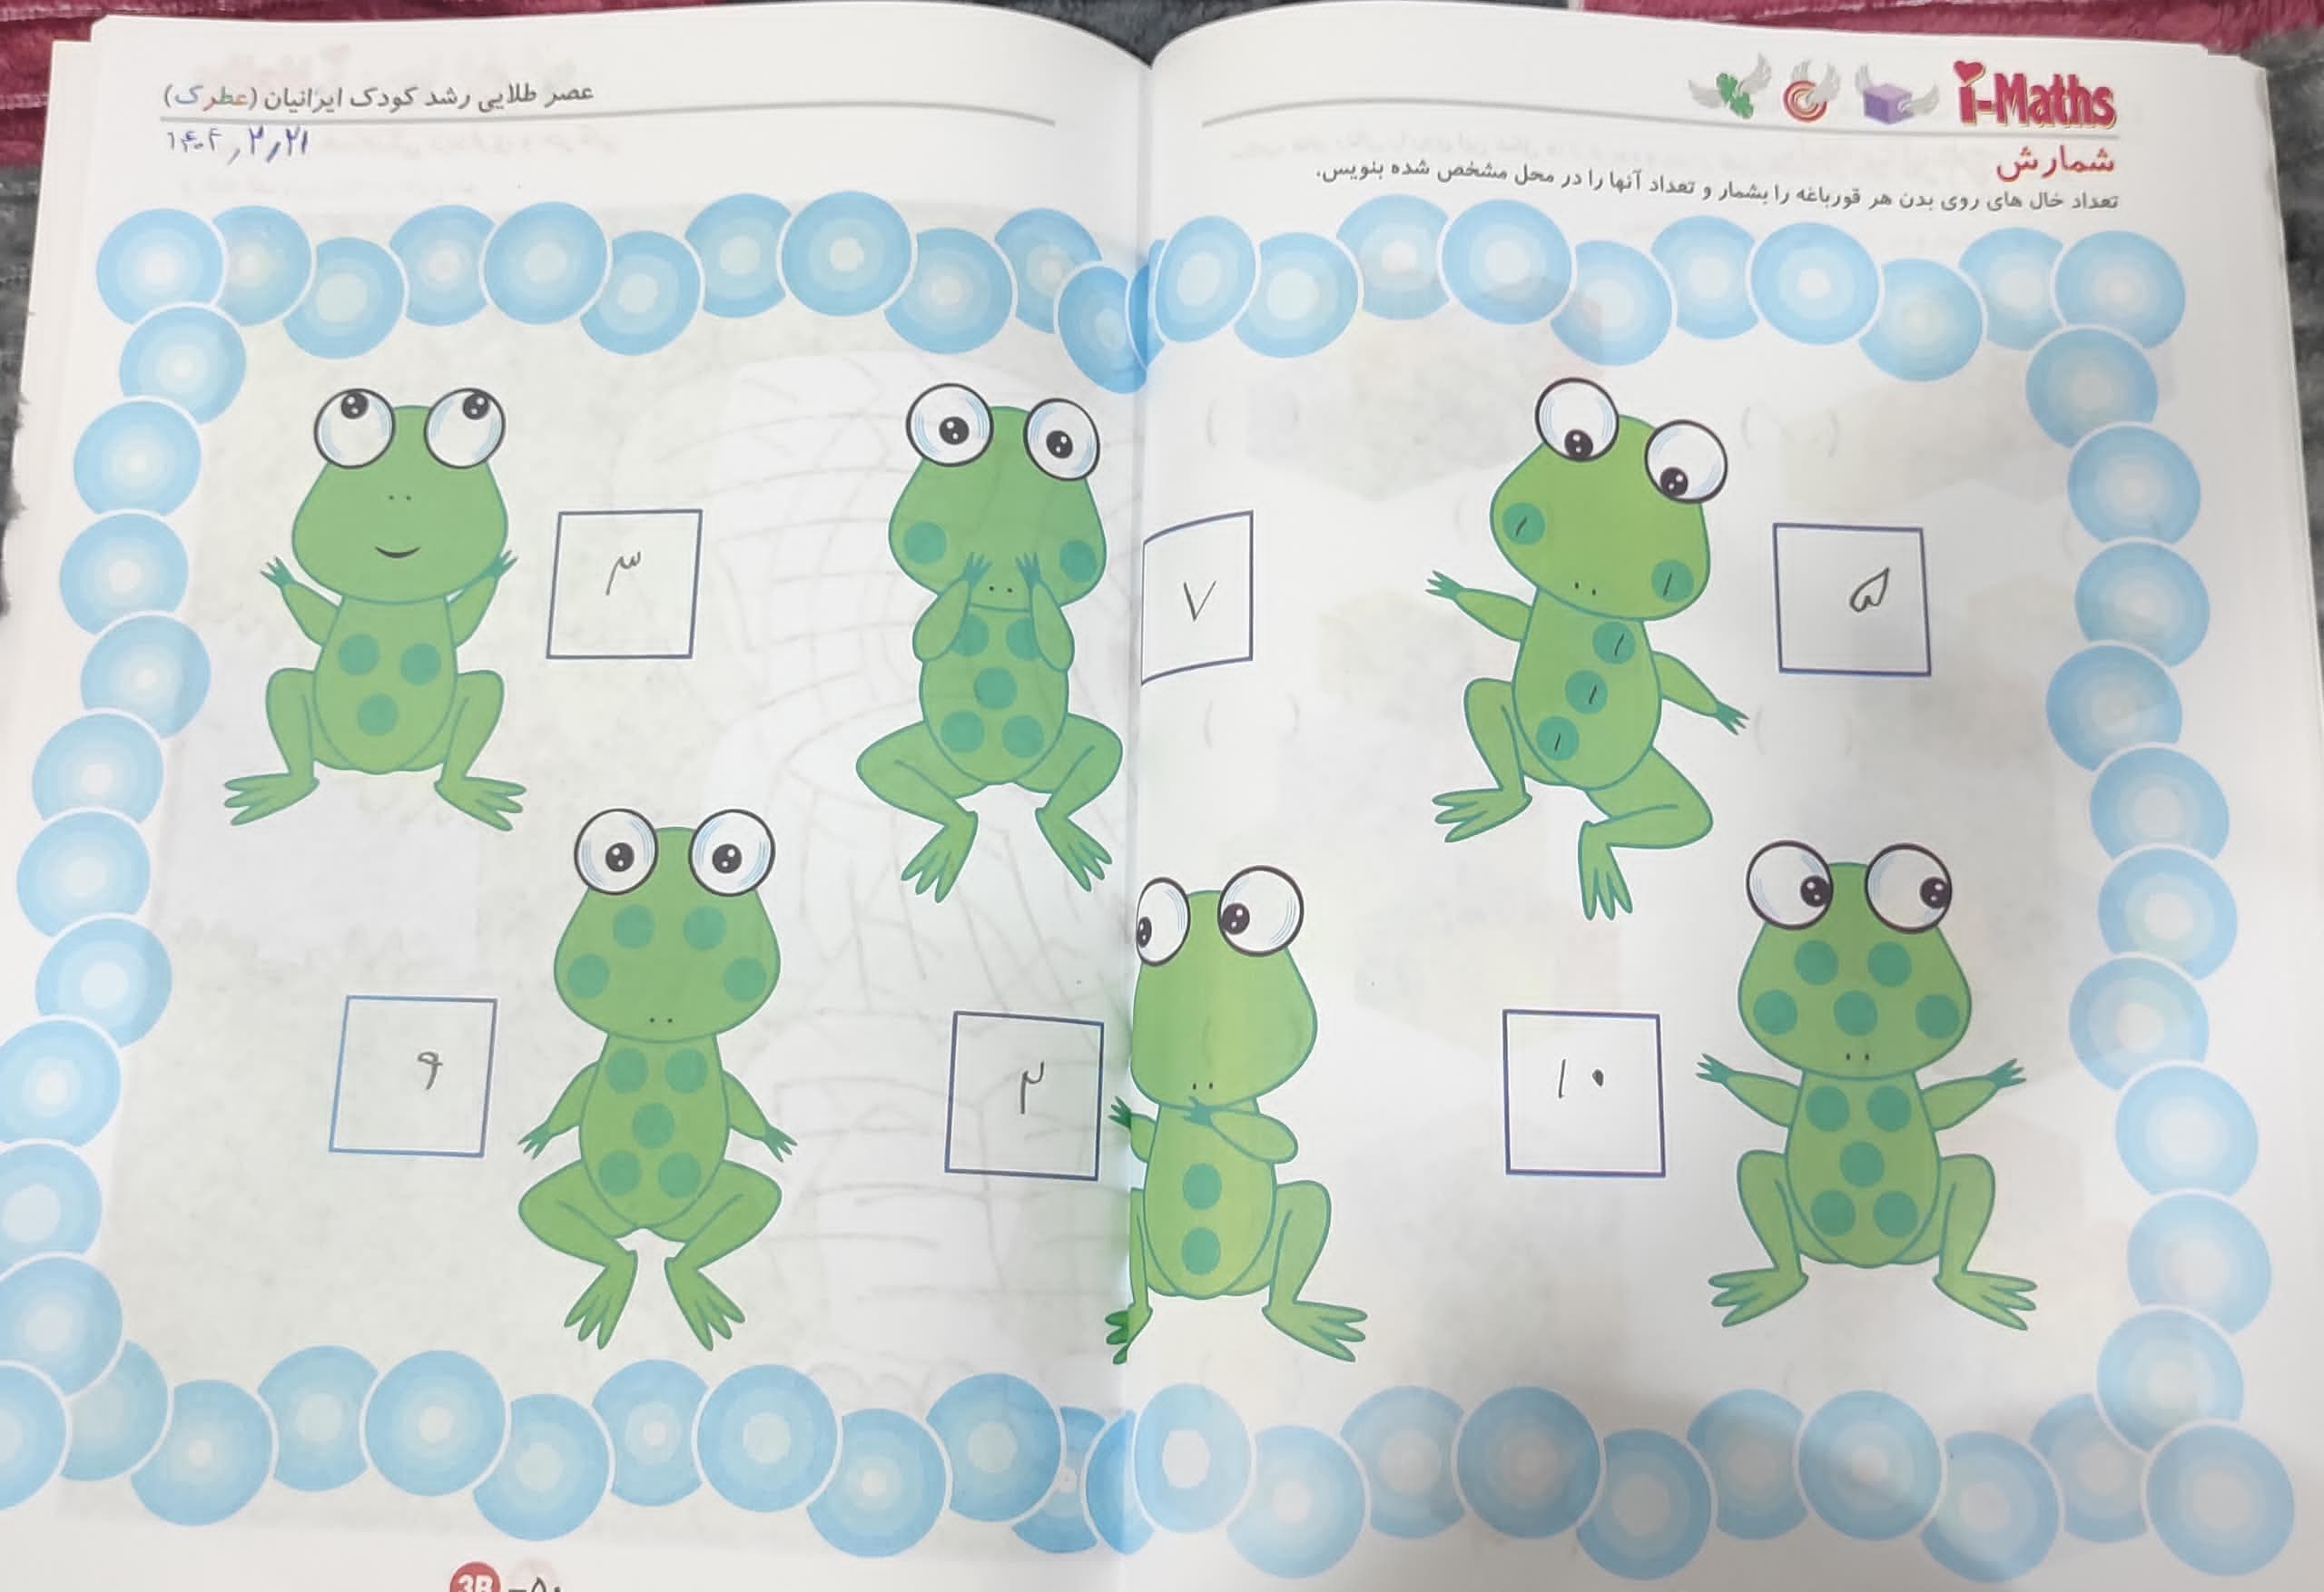 i-Maths
شمارش
تعداد خال های روی بدن هر قورباغه را بشمار و تعداد آنها را در محل مشخص شده بنویس.
عصر طلایی رشد کودک ایرانیان (عطرک)
۱۴۰۴,۲,۲۱
۵
۷
۳
۱۰
۲
۹
3B - ۵۰